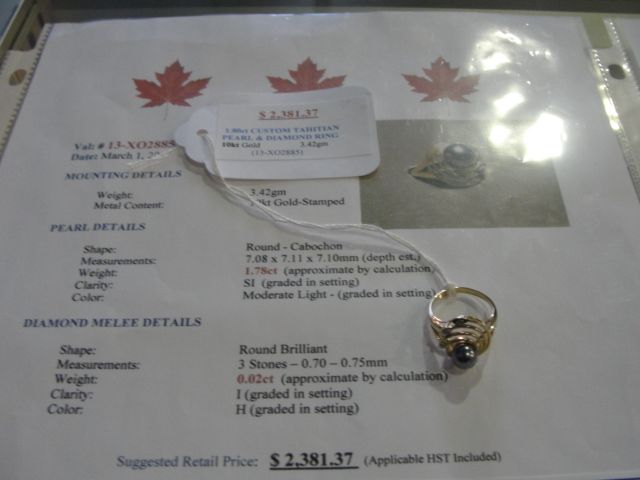 $ 2,381.37
1.80ct CUSTOM TAHITIAN
PEARL & DIAMOND RING
10kt Gold 3.42gm
(13-XO2885)
Val: # 13-XO2885
Date: March 1,
MOUNTING DETAILS
Weight: 3.42gm
Metal Content: Gold-Stamped
PEARL DETAILS
Shape: Round - Cabochon
Measurements: 7.08 x 7.11 x 7.10mm (depth est.)
Weight: 1.78ct (approximate by calculation)
Clarity: SI (graded in setting)
Color: Moderate Light - (graded in setting)
DIAMOND MELEE DETAILS
Shape: Round Brilliant
Measurements: 3 Stones – 0.70 – 0.75mm
Weight: 0.02ct (approximate by calculation)
Clarity: I (graded in setting)
Color: H (graded in setting)
Suggested Retail Price: $ 2,381.37 (Applicable HST Included)